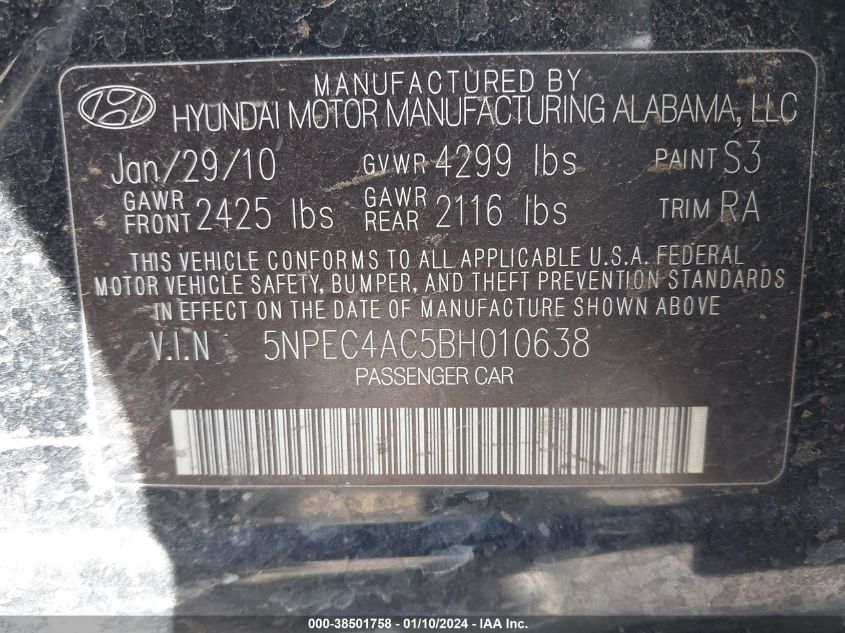 MANUFACTURED BY
HYUNDAI MOTOR MANUFACTURING ALABAMA, LLC
Jan/29/10 GVWR 4299 lbs PAINT S3
GAWR FRONT 2425 lbs GAWR REAR 2116 lbs TRIM RA
THIS VEHICLE CONFORMS TO ALL APPLICABLE U.S.A. FEDERAL
MOTOR VEHICLE SAFETY, BUMPER, AND THEFT PREVENTION STANDARDS
IN EFFECT ON THE DATE OF MANUFACTURE SHOWN ABOVE
V.I.N 5NPEC4AC5BH010638
PASSENGER CAR
000-38501758 - 01/10/2024 - © IAA, Inc.